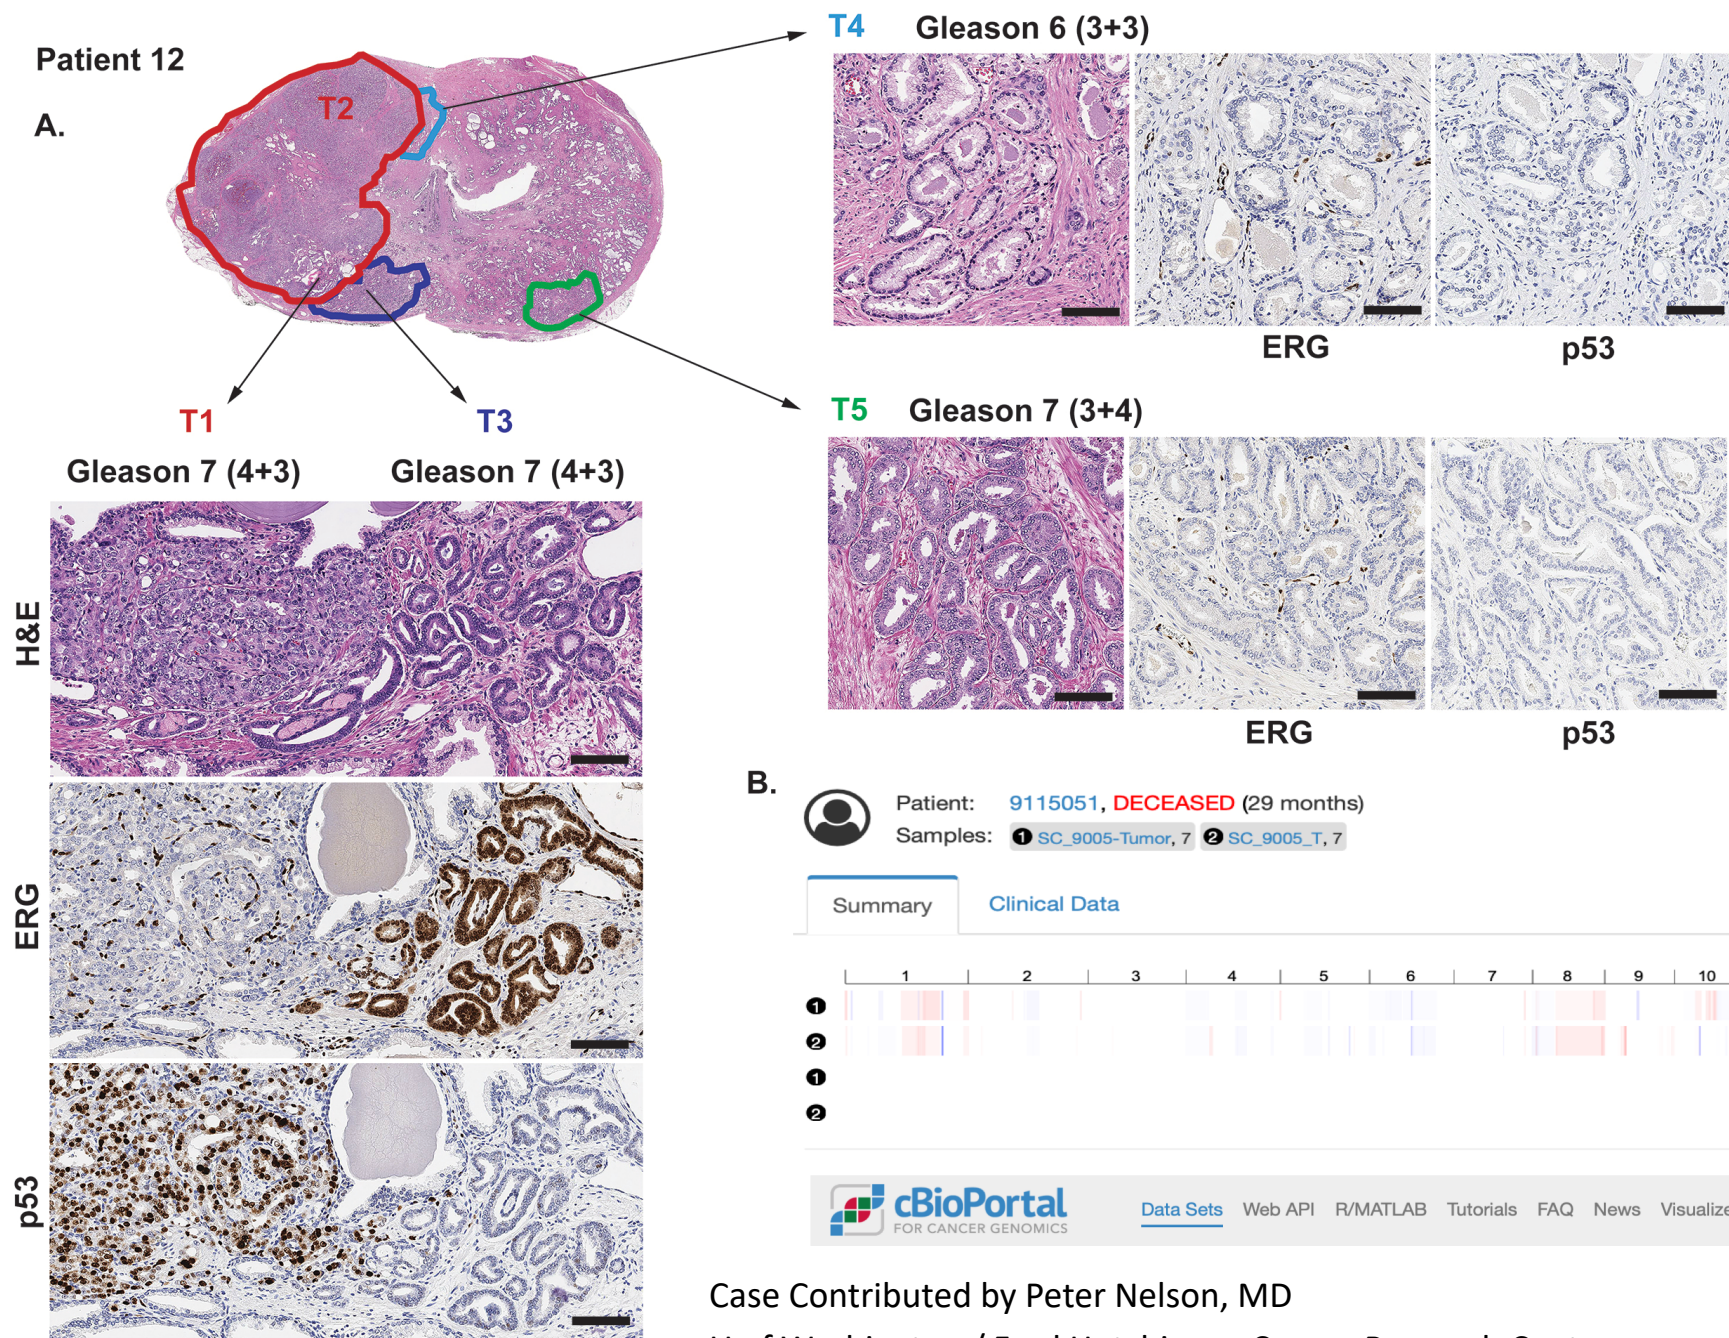 Patient 12
A.
T2
T4 Gleason 6 (3+3)
ERG p53
T1 T3
Gleason 7 (4+3) Gleason 7 (4+3)
H&E
ERG
p53
T5 Gleason 7 (3+4)
ERG p53
B.
Patient: 9115051, DECEASED (29 months)
Samples: 1 SC_9005-Tumor, 7 2 SC_9005_T, 7
Summary Clinical Data
1 2 3 4 5 6 7 8 9 10
1
2
1
2
cBioPortal
FOR CANCER GENOMICS
Data Sets Web API R/MATLAB Tutorials FAQ News Visualize
Case Contributed by Peter Nelson, MD